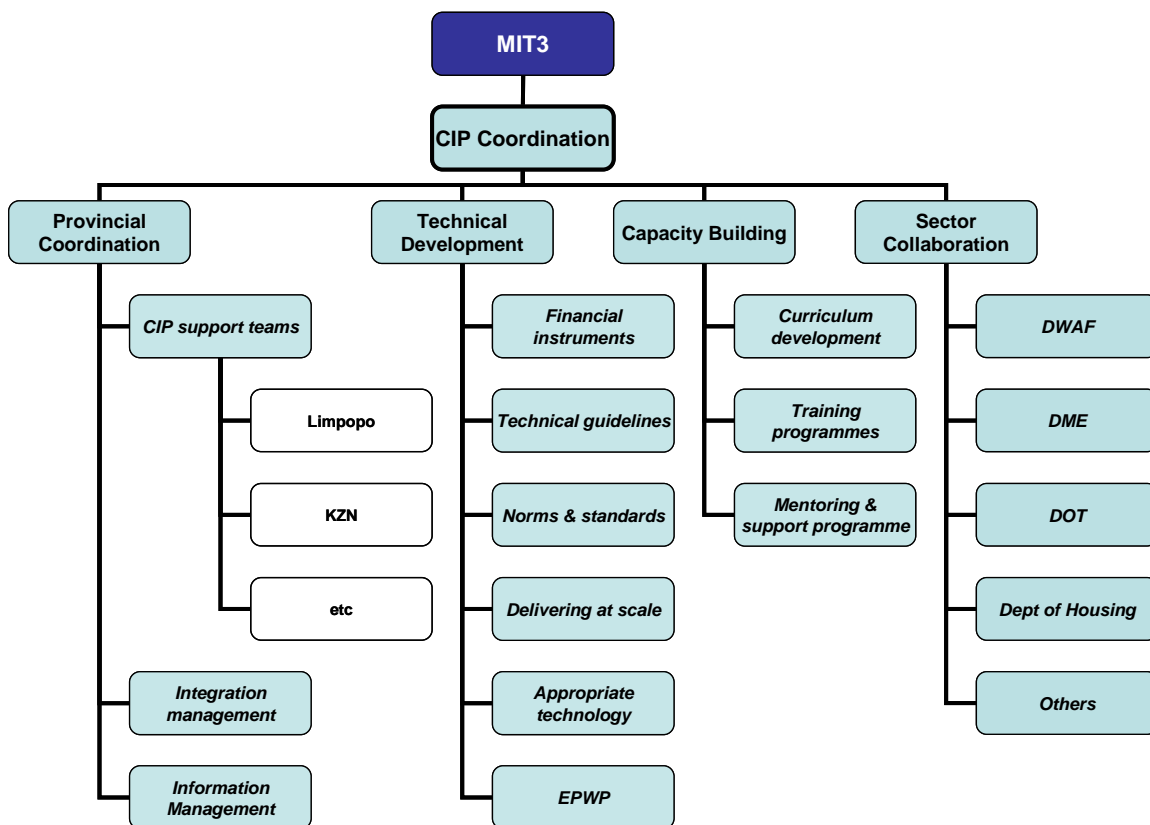 MIT3
CIP Coordination
Provincial
Coordination
CIP support teams
Limpopo
KZN
etc
Integration
management
Information
Management
Technical
Development
Financial
instruments
Technical guidelines
Norms & standards
Delivering at scale
Appropriate
technology
EPWP
Capacity Building
Curriculum
development
Training
programmes
Mentoring &
support programme
Sector
Collaboration
DWAF
DME
DOT
Dept of Housing
Others